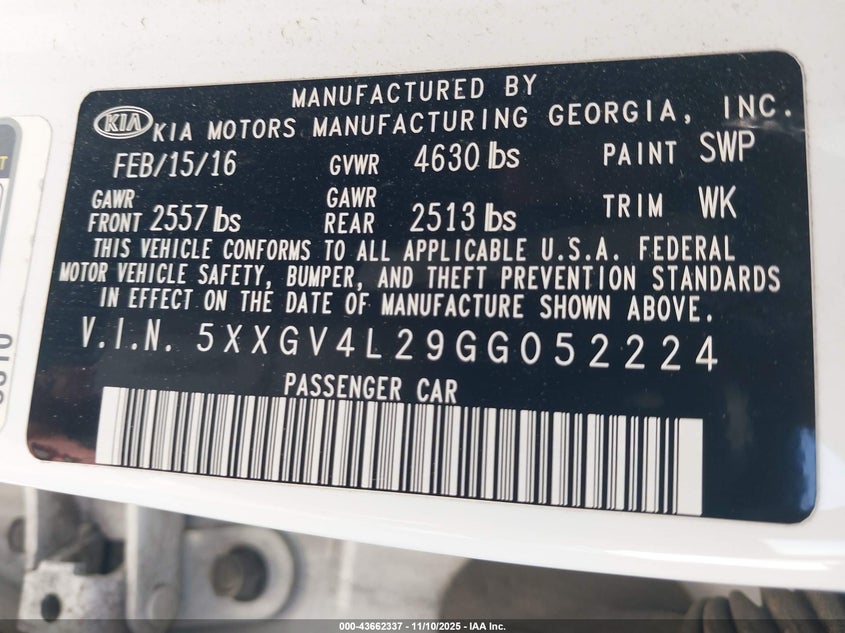 MANUFACTURED BY
KIA KIA MOTORS MANUFACTURING GEORGIA, INC.
FEB/15/16 GVWR 4630 lbs PAINT SWP
GAWR FRONT 2557 lbs GAWR REAR 2513 lbs TRIM WK
THIS VEHICLE CONFORMS TO ALL APPLICABLE U.S.A. FEDERAL
MOTOR VEHICLE SAFETY, BUMPER, AND THEFT PREVENTION STANDARDS
IN EFFECT ON THE DATE OF MANUFACTURE SHOWN ABOVE.
V.I.N. 5XXGV4L29GG052224
PASSENGER CAR
000-43662337 - 11/10/2025 - IAA Inc.